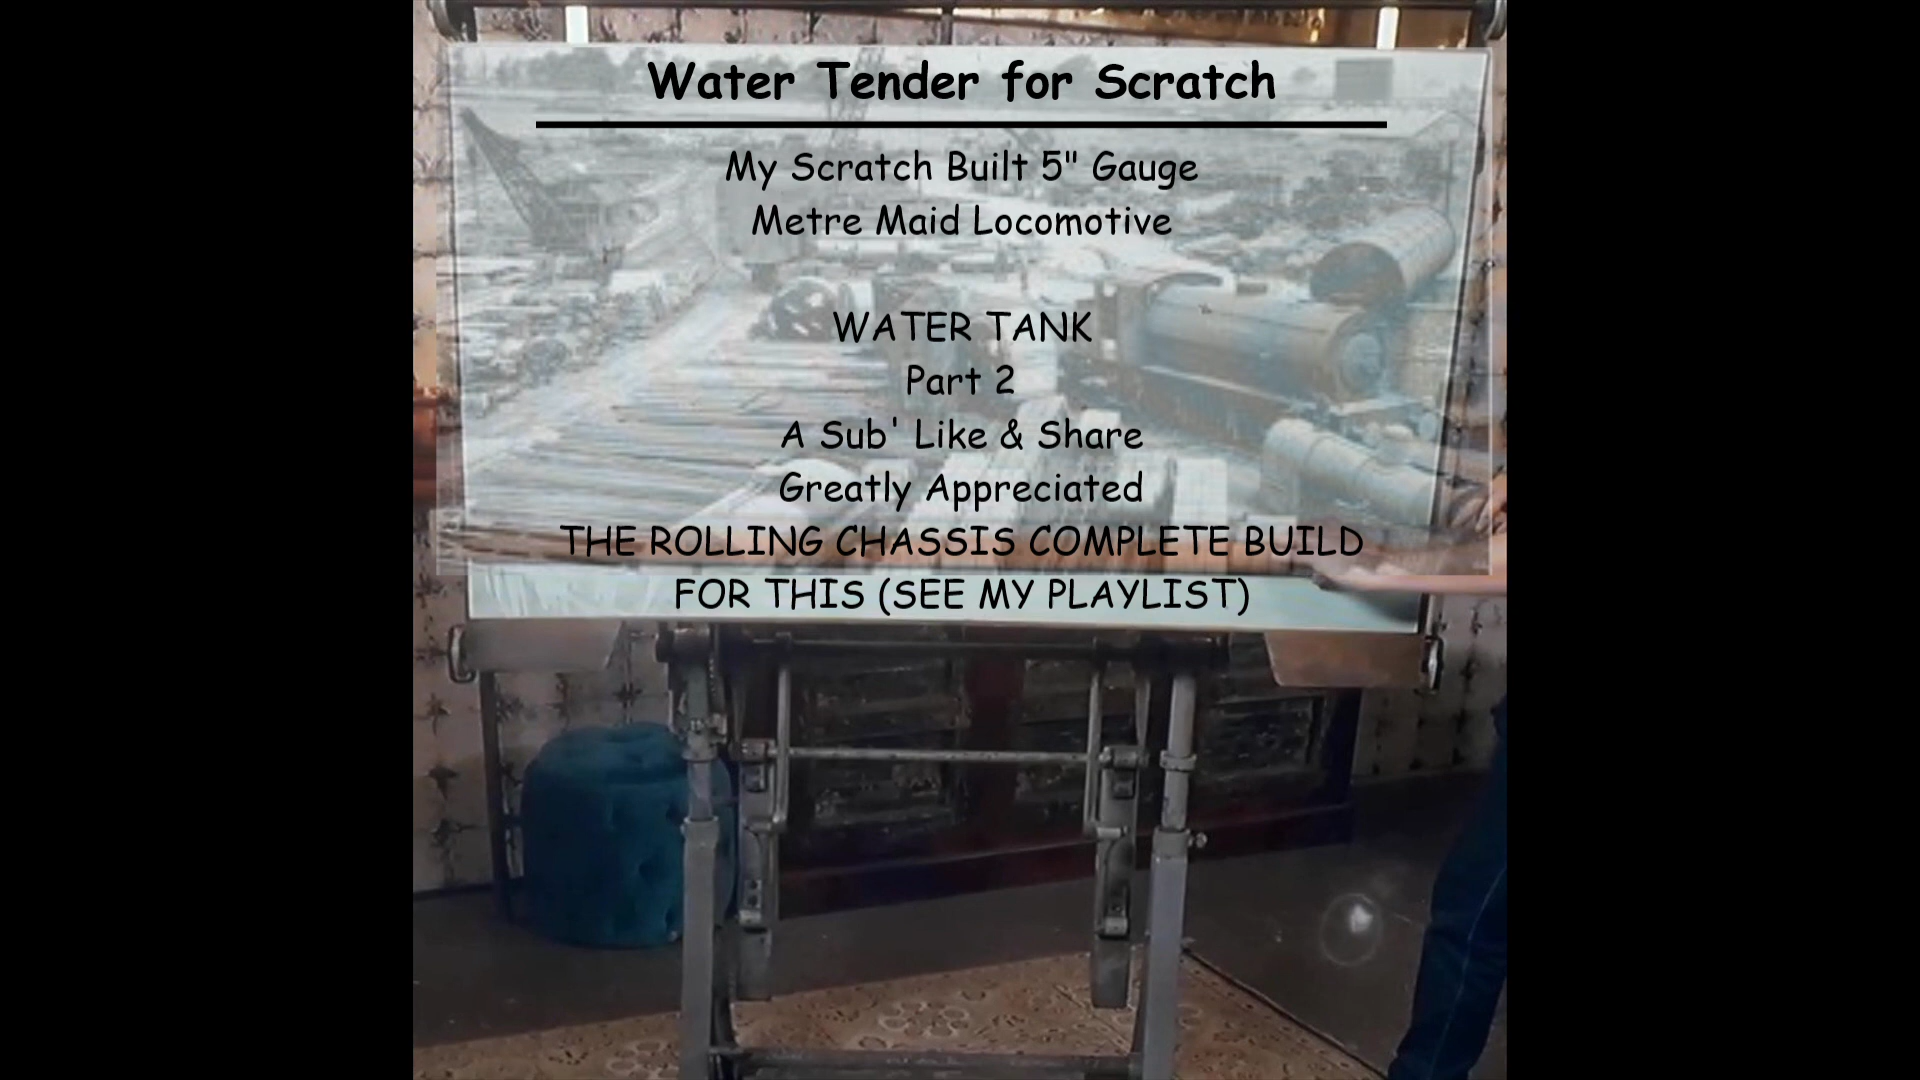 Water Tender for Scratch
My Scratch Built 5" Gauge
Metre Maid Locomotive
WATER TANK
Part 2
A Sub' Like & Share
Greatly Appreciated
THE ROLLING CHASSIS COMPLETE BUILD
FOR THIS (SEE MY PLAYLIST)